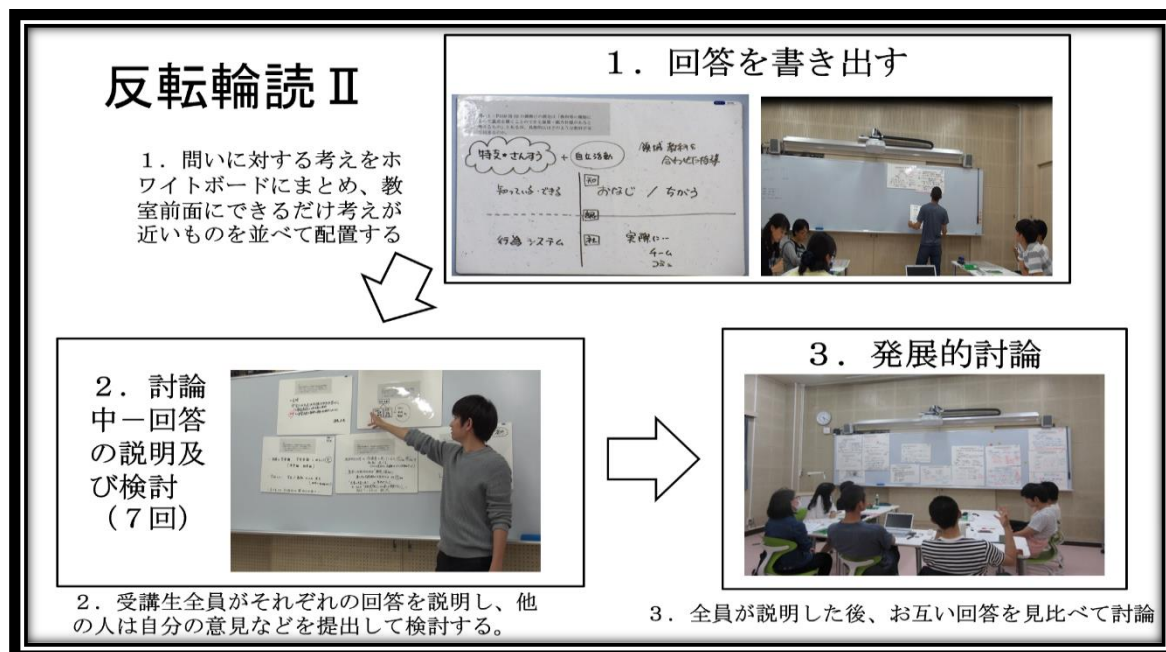 反転輪読Ⅱ
1．問いに対する考えをホ
ワイトボードにまとめ、教
室前面にできるだけ考えが
近いものを並べて配置する
1．回答を書き出す
特支・さんすう + 自立活動
領域 教科を
合わせた指導
知っている・できる
知
おなじ / ちがう
行為システム
社
実際に…
チーム
コミュ
2．討論
中－回答
の説明及
び検討
（7回）
2．受講生全員がそれぞれの回答を説明し、他
の人は自分の意見などを提出して検討する。
3．発展的討論
3．全員が説明した後、お互い回答を見比べて討論